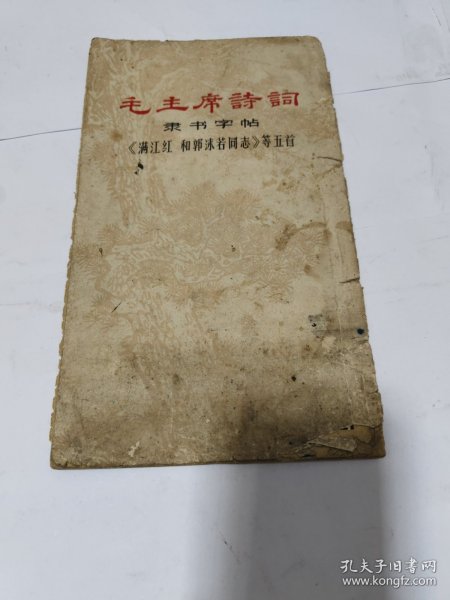 毛主席詩詞
隶书字帖
《满江红 和郭沫若同志》等五首
孔夫子旧书网
www.kongfz.com